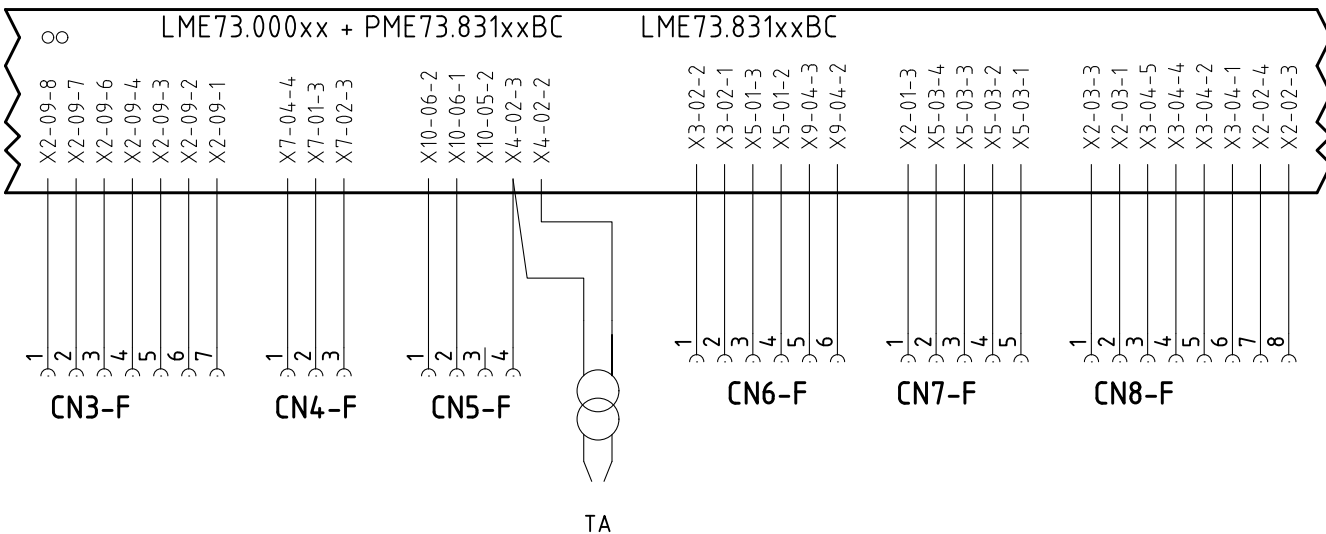 LME73.000xx + PME73.831xxBC
LME73.831xxBC
X2-09-8
X2-09-7
X2-09-6
X2-09-4
X2-09-3
X2-09-2
X2-09-1
X7-04-4
X7-01-3
X7-02-3
X10-06-2
X10-06-1
X10-05-2
X4-02-3
X4-02-2
X3-02-2
X3-02-1
X5-01-3
X5-01-2
X9-04-3
X9-04-2
X2-01-3
X5-03-4
X5-03-3
X5-03-2
X5-03-1
X2-03-3
X2-03-1
X3-04-5
X3-04-4
X3-04-2
X3-04-1
X2-02-4
X2-02-3
1 2 3 4 5 6 7
CN3-F
1 2 3
CN4-F
1 2 3 4
CN5-F
1 2 3 4 5 6
CN6-F
1 2 3 4 5
CN7-F
1 2 3 4 5 6 7 8
CN8-F
TA